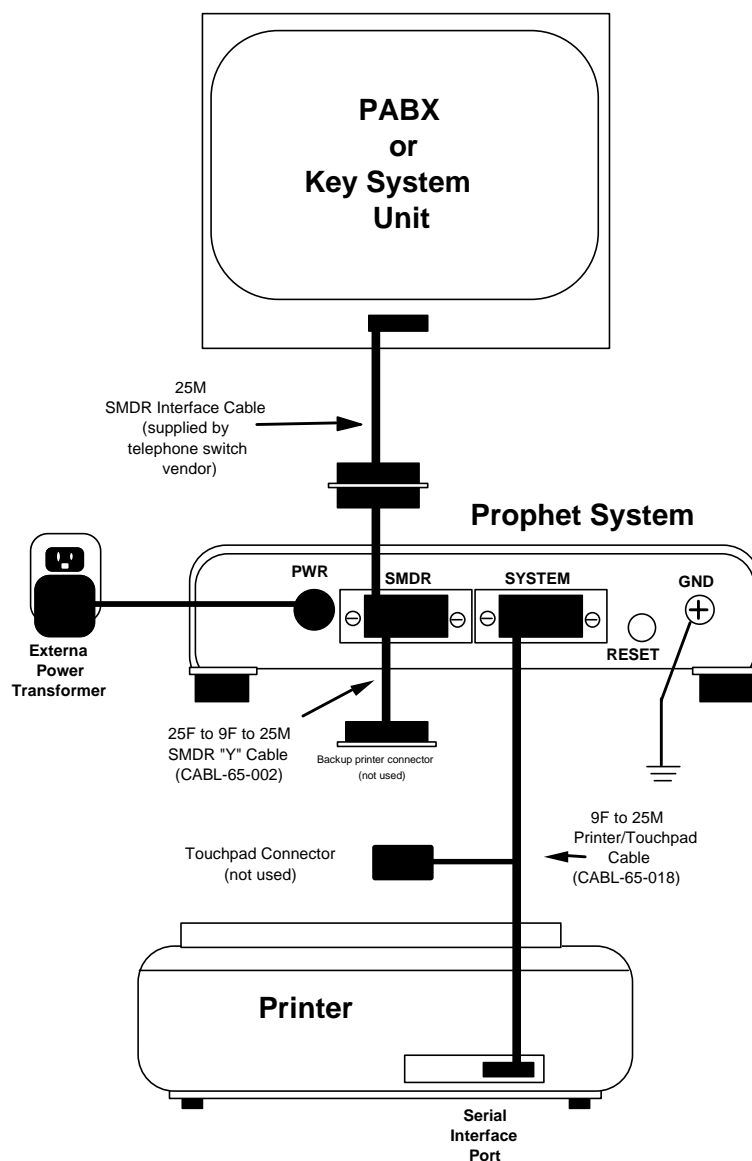 PABX
or
Key System
Unit
25M
SMDR Interface Cable
(supplied by
telephone switch
vendor)
Prophet System
PWR
SMDR
SYSTEM
GND
RESET
Externa
Power
Transformer
25F to 9F to 25M
SMDR "Y" Cable
(CABL-65-002)
Backup printer connector
(not used)
9F to 25M
Printer/Touchpad
Cable
(CABL-65-018)
Touchpad Connector
(not used)
Printer
Serial
Interface
Port